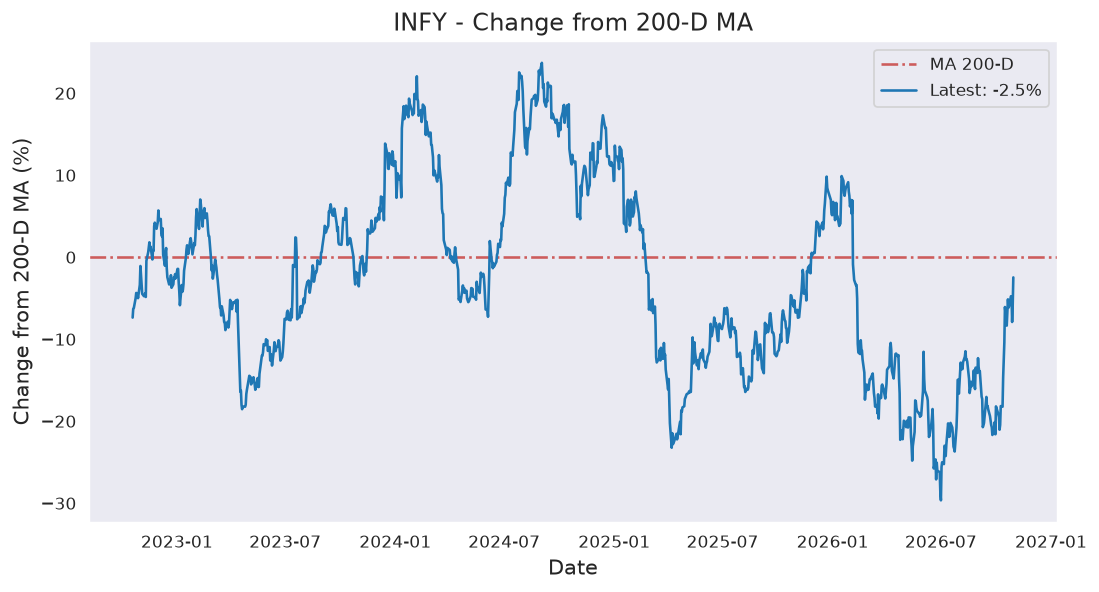 INFY - Change from 200-D MA
MA 200-D
Latest: -2.5%
Change from 200-D MA (%)
20
10
0
−10
−20
−30
2023-01 2023-07 2024-01 2024-07 2025-01 2025-07 2026-01 2026-07 2027-01
Date